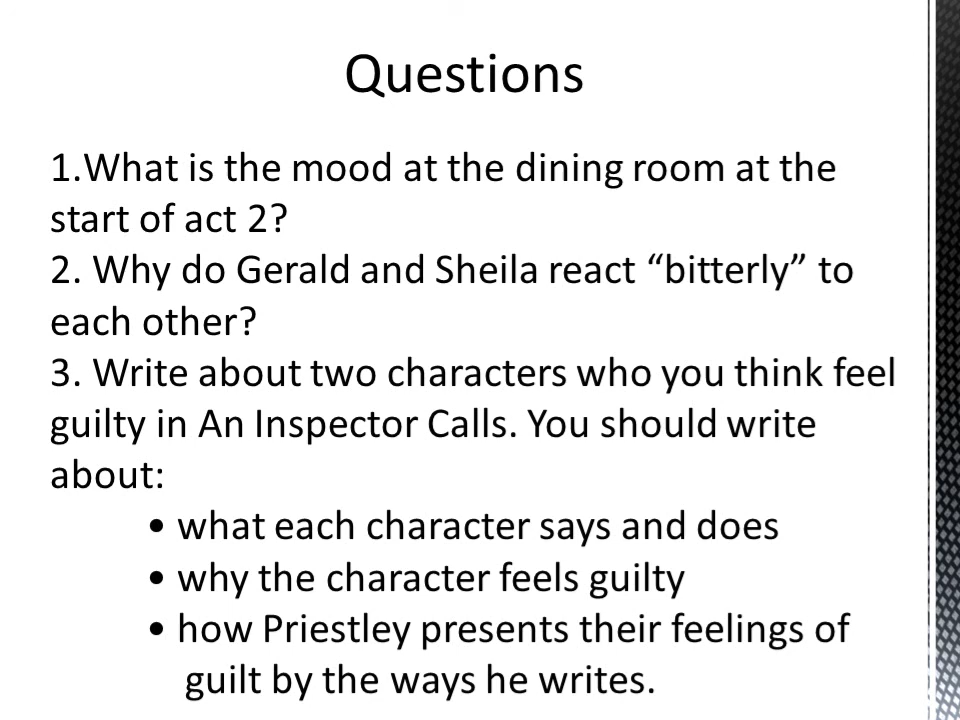 Questions
1.What is the mood at the dining room at the
start of act 2?
2. Why do Gerald and Sheila react “bitterly” to
each other?
3. Write about two characters who you think feel
guilty in An Inspector Calls. You should write
about:
• what each character says and does
• why the character feels guilty
• how Priestley presents their feelings of
guilt by the ways he writes.